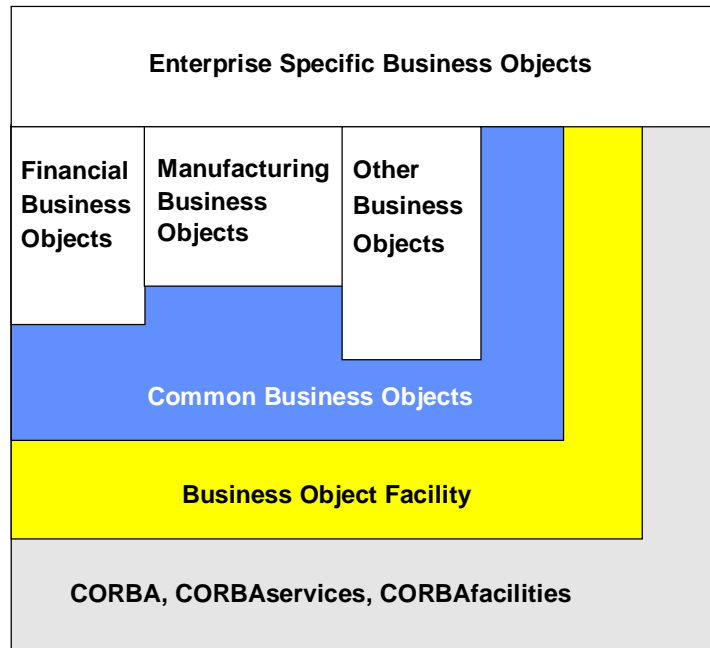 Enterprise Specific Business Objects
Financial
Business
Objects
Manufacturing
Business
Objects
Other
Business
Objects
Common Business Objects
Business Object Facility
CORBA, CORBAservices, CORBAfacilities